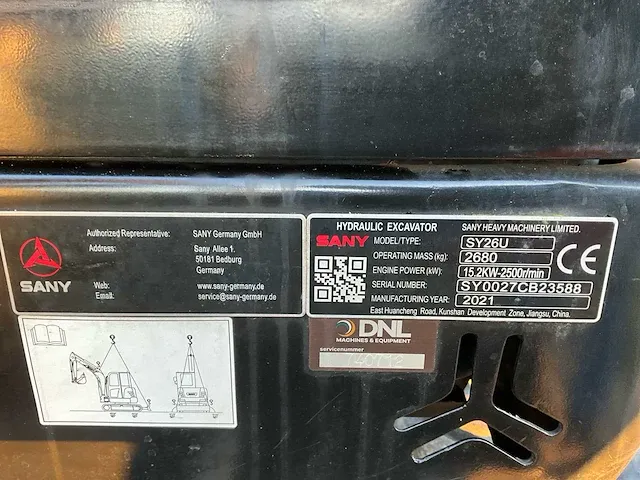 Authorized Representative: SANY Germany GmbH
Address: Sany Allee 1.
50181 Bedburg
Germany
SANY
Web: www.sany-germany.de
Email: service@sany-germany.de
HYDRAULIC EXCAVATOR SANY HEAVY MACHINERY LIMITED.
SANY MODEL/TYPE: SY26U
OPERATING MASS (kg): 2680
CE
ENGINE POWER (kW): 15.2KW-2500r/min
SERIAL NUMBER: SY0027CB23588
MANUFACTURING YEAR: 2021
East Huancheng Road, Kunshan Development Zone, Jiangsu, China.
DNL
MACHINES & EQUIPMENT
servicenummer